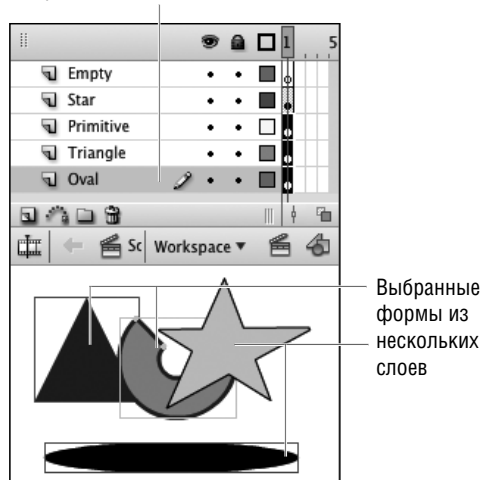 1 5
Empty
Star
Primitive
Triangle
Oval
Sc Workspace
Выбранные
формы из
нескольких
слоев